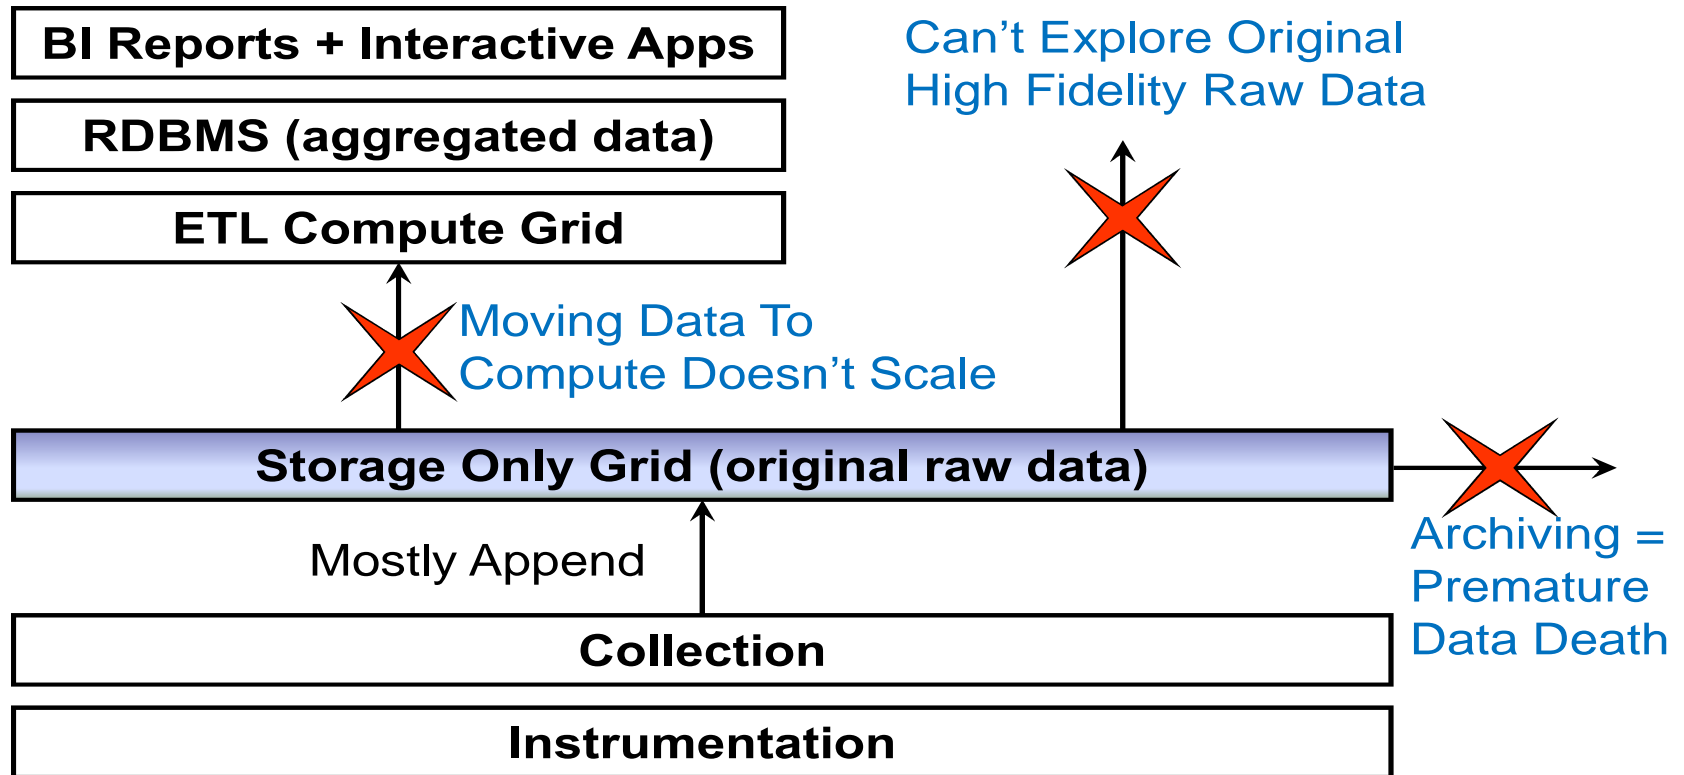 BI Reports + Interactive Apps
RDBMS (aggregated data)
ETL Compute Grid
Can’t Explore Original
High Fidelity Raw Data
Moving Data To
Compute Doesn’t Scale
Storage Only Grid (original raw data)
Archiving =
Premature
Data Death
Mostly Append
Collection
Instrumentation